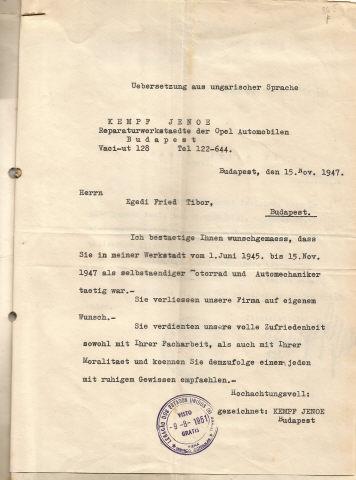 Uebersetzung aus ungarischer Sprache
KEMPF JENOE
Reparaturwerkstaedte der Opel Automobilen
Budapest
Vaci-ut 128 Tel 122-644.
Budapest, den 15.Nov. 1947.
Herrn
Egedi Fried Tibor,
Budapest.
Ich bestaetige Ihnen wunschgemaess, dass
Sie in meiner Werkstadt vom 1.Juni 1945. bis 15.Nov.
1947 als selbstaendiger Motorrad und Automechaniker
taetig war.-
Sie verliessen unsere Firma auf eigenem
Wunsch.-
Sie verdienten unsere volle Zufriedenheit
sowohl mit Ihrer Facharbeit, als auch mit Ihrer
Moralitaet und koennen Sie demzufolge einem jeden
mit ruhigem Gewissen empfaehlen.-
Hochachtungsvoll:
gezeichnet: KEMPF JENOE
Budapest
VISTO
-9-8-1961
GRATIS